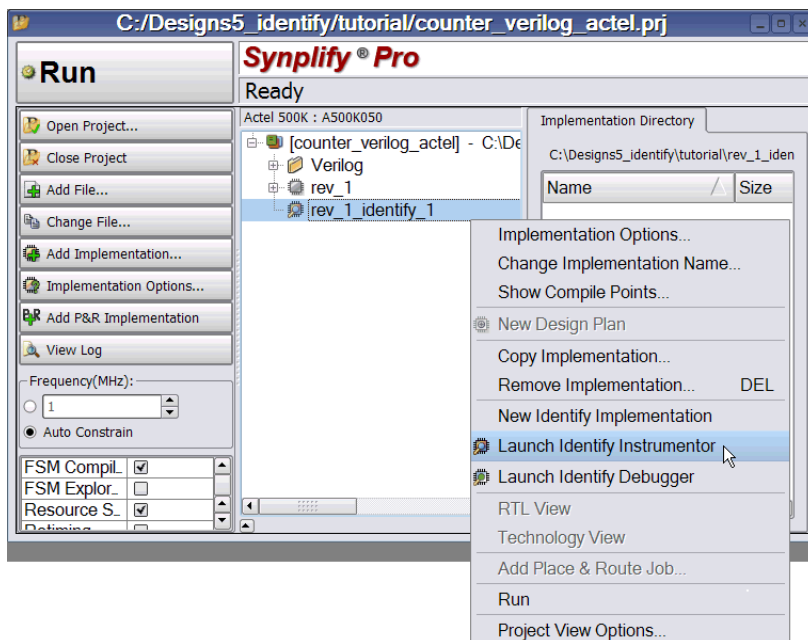 C:/Designs5_identify/tutorial/counter_verilog_actel.prj
Run
Synplify ® Pro
Ready
Open Project...
Close Project
Add File...
Change File...
Add Implementation...
Implementation Options...
P&R Add P&R Implementation
View Log
Frequency(MHz):
1
Auto Constrain
FSM Compil_
FSM Explor_
Resource S_
Retiming
Actel 500K : A500K050
[counter_verilog_actel] - C:\De
Verilog
rev_1
rev_1_identify_1
Implementation Directory
C:\Designs5_identify\tutorial\rev_1_iden
Name Size
Implementation Options...
Change Implementation Name...
Show Compile Points...
New Design Plan
Copy Implementation...
Remove Implementation... DEL
New Identify Implementation
Launch Identify Instrumentor
Launch Identify Debugger
RTL View
Technology View
Add Place & Route Job...
Run
Project View Options...